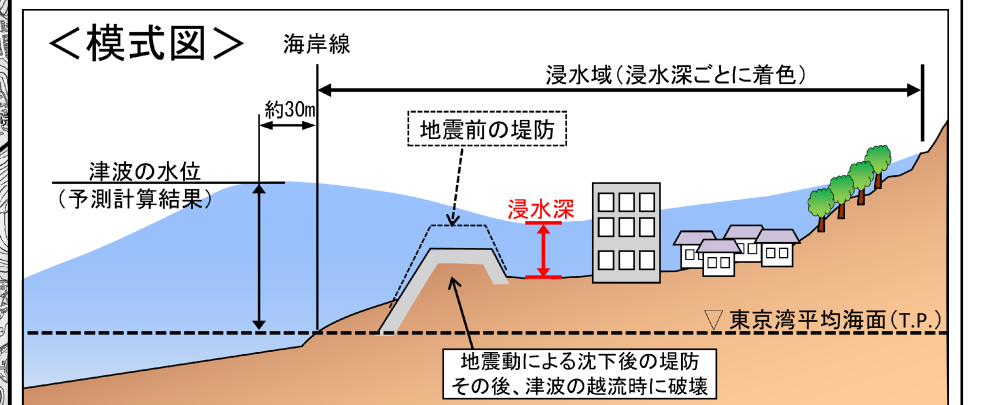 ＜模式図＞
海岸線
浸水域（浸水深ごとに着色）
約30m
地震前の堤防
津波の水位
（予測計算結果）
浸水深
▽ 東京湾平均海面（T.P.）
地震動による沈下後の堤防
その後、津波の越流時に破壊